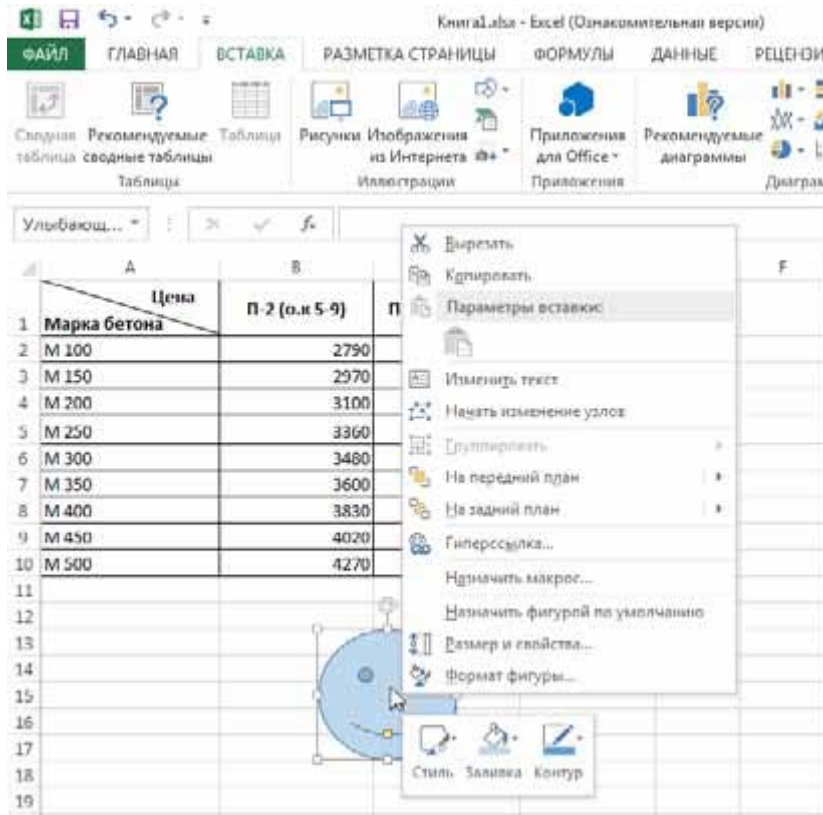 Книга1.xlsx - Excel (Ознакомительная версия)
ФАЙЛ ГЛАВНАЯ ВСТАВКА РАЗМЕТКА СТРАНИЦЫ ФОРМУЛЫ ДАННЫЕ РЕЦЕНЗИ
Сводная Рекомендуемые Таблица Рисунки Изображения Приложения Рекомендуемые
таблица сводные таблицы из Интернета для Office диаграммы
Таблицы Иллюстрации Приложения Диаграм
Улыбающ... fx
A B F
Цена
1 Марка бетона П-2 (о.к 5-9) П
2 М 100 2790
3 М 150 2970
4 М 200 3100
5 М 250 3360
6 М 300 3480
7 М 350 3600
8 М 400 3830
9 М 450 4020
10 М 500 4270
11
12
13
14
15
16
17
18
19
Вырезать
Копировать
Параметры вставки:
Изменить текст
Начать изменение узлов
Группировать
На передний план
На задний план
Гиперссылка...
Назначить макрос...
Назначить фигурой по умолчанию
Размер и свойства...
Формат фигуры...
Стиль Заливка Контур